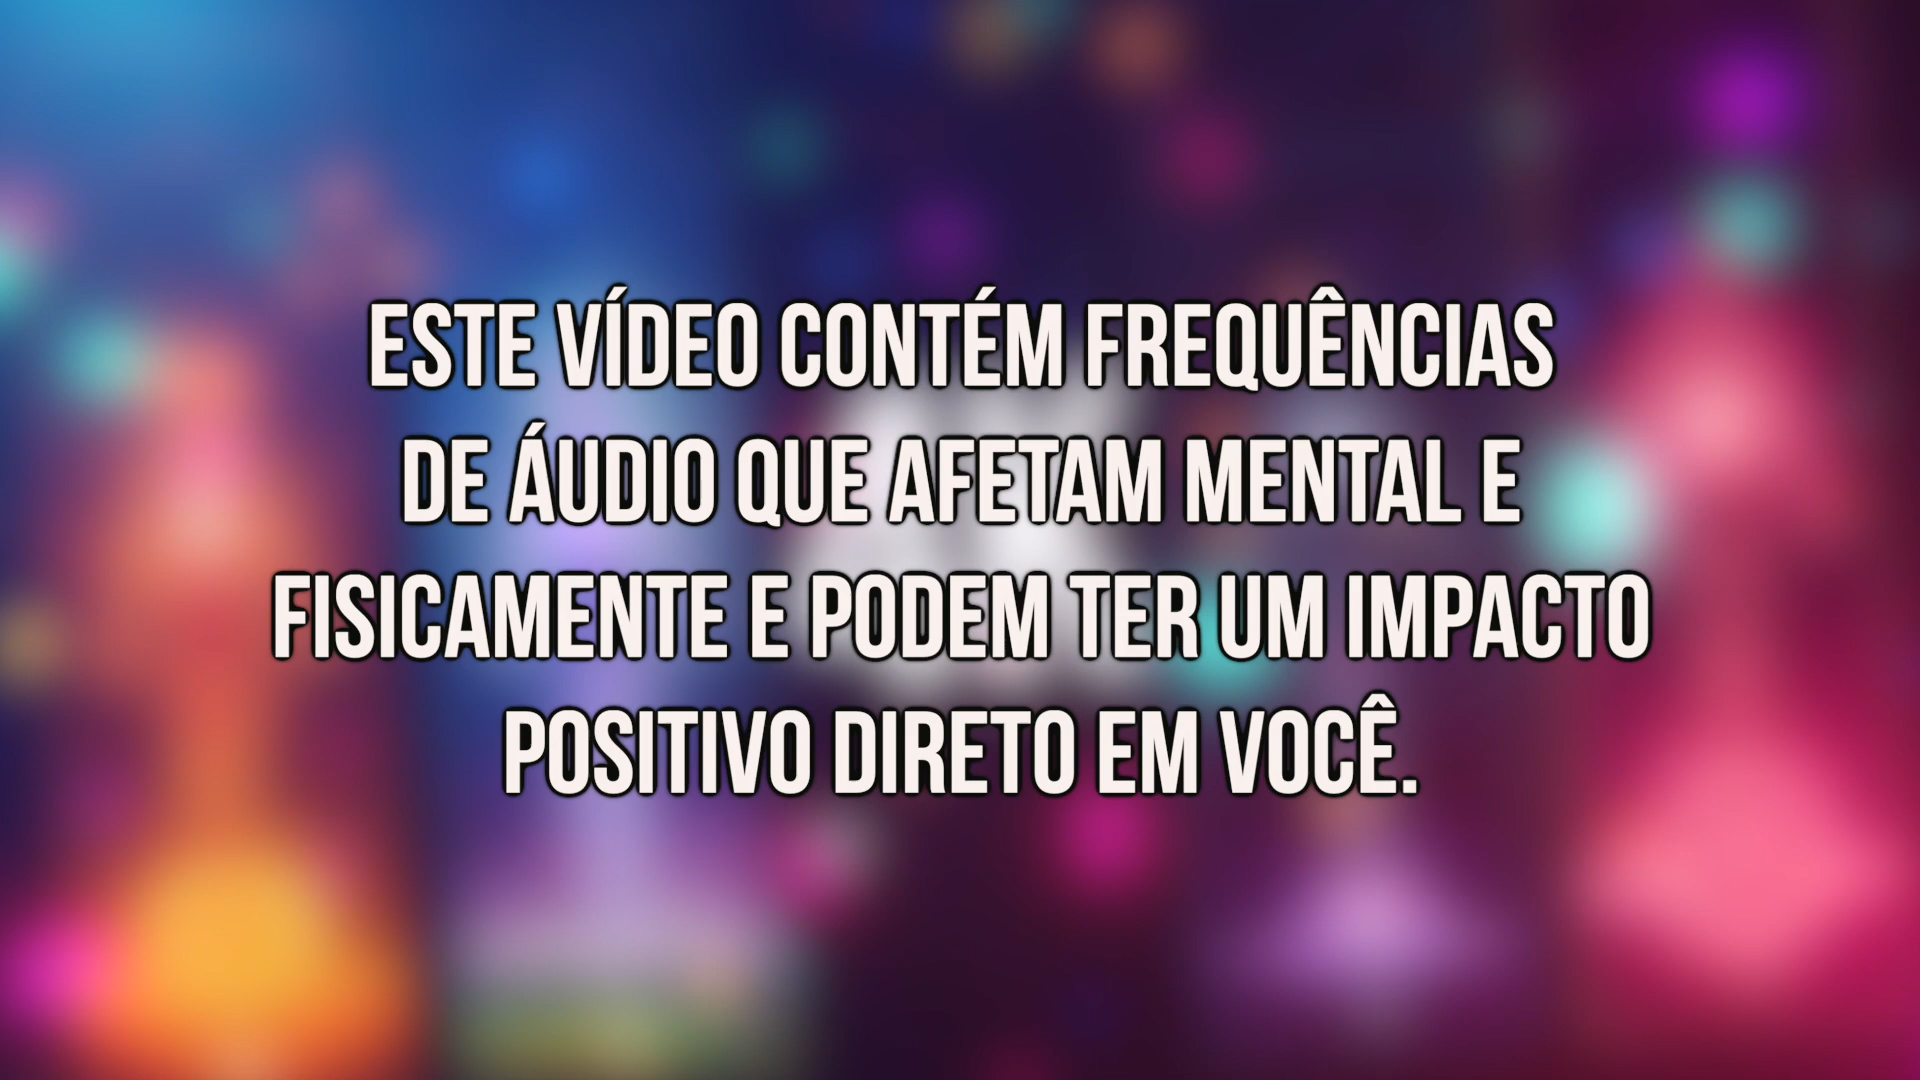 ESTE VÍDEO CONTÉM FREQUÊNCIAS
DE ÁUDIO QUE AFETAM MENTAL E
FISICAMENTE E PODEM TER UM IMPACTO
POSITIVO DIRETO EM VOCÊ.